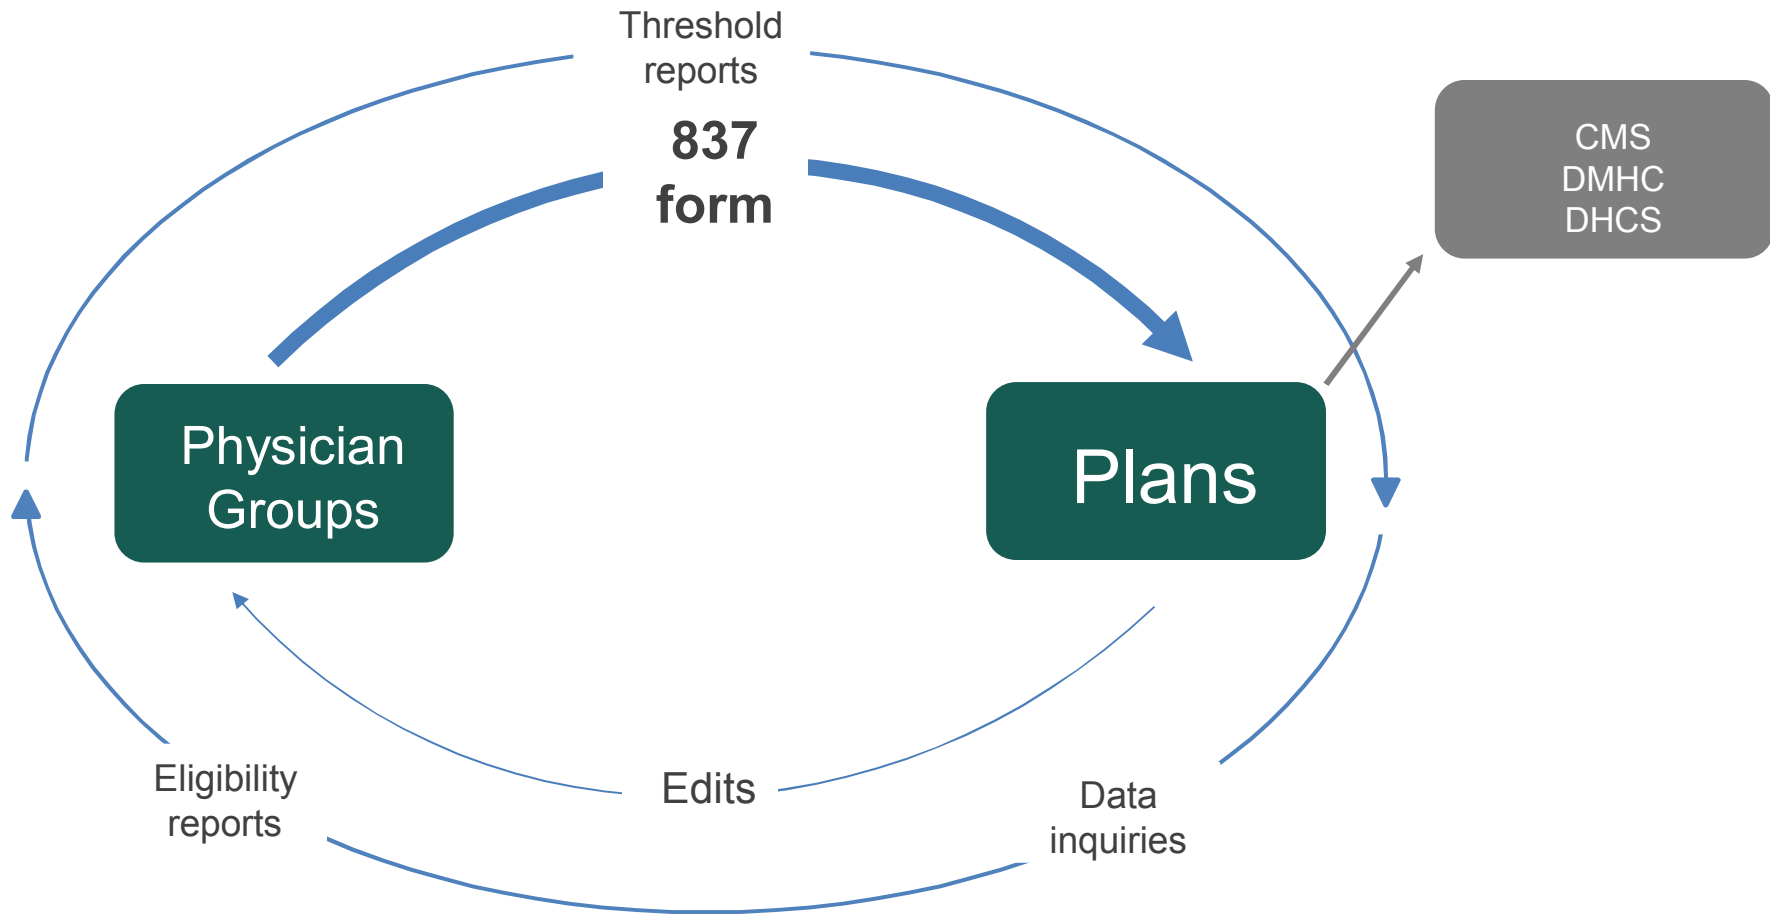 Threshold
reports
837
form
CMS
DMHC
DHCS
Physician
Groups
Plans
Eligibility
reports
Edits
Data
inquiries